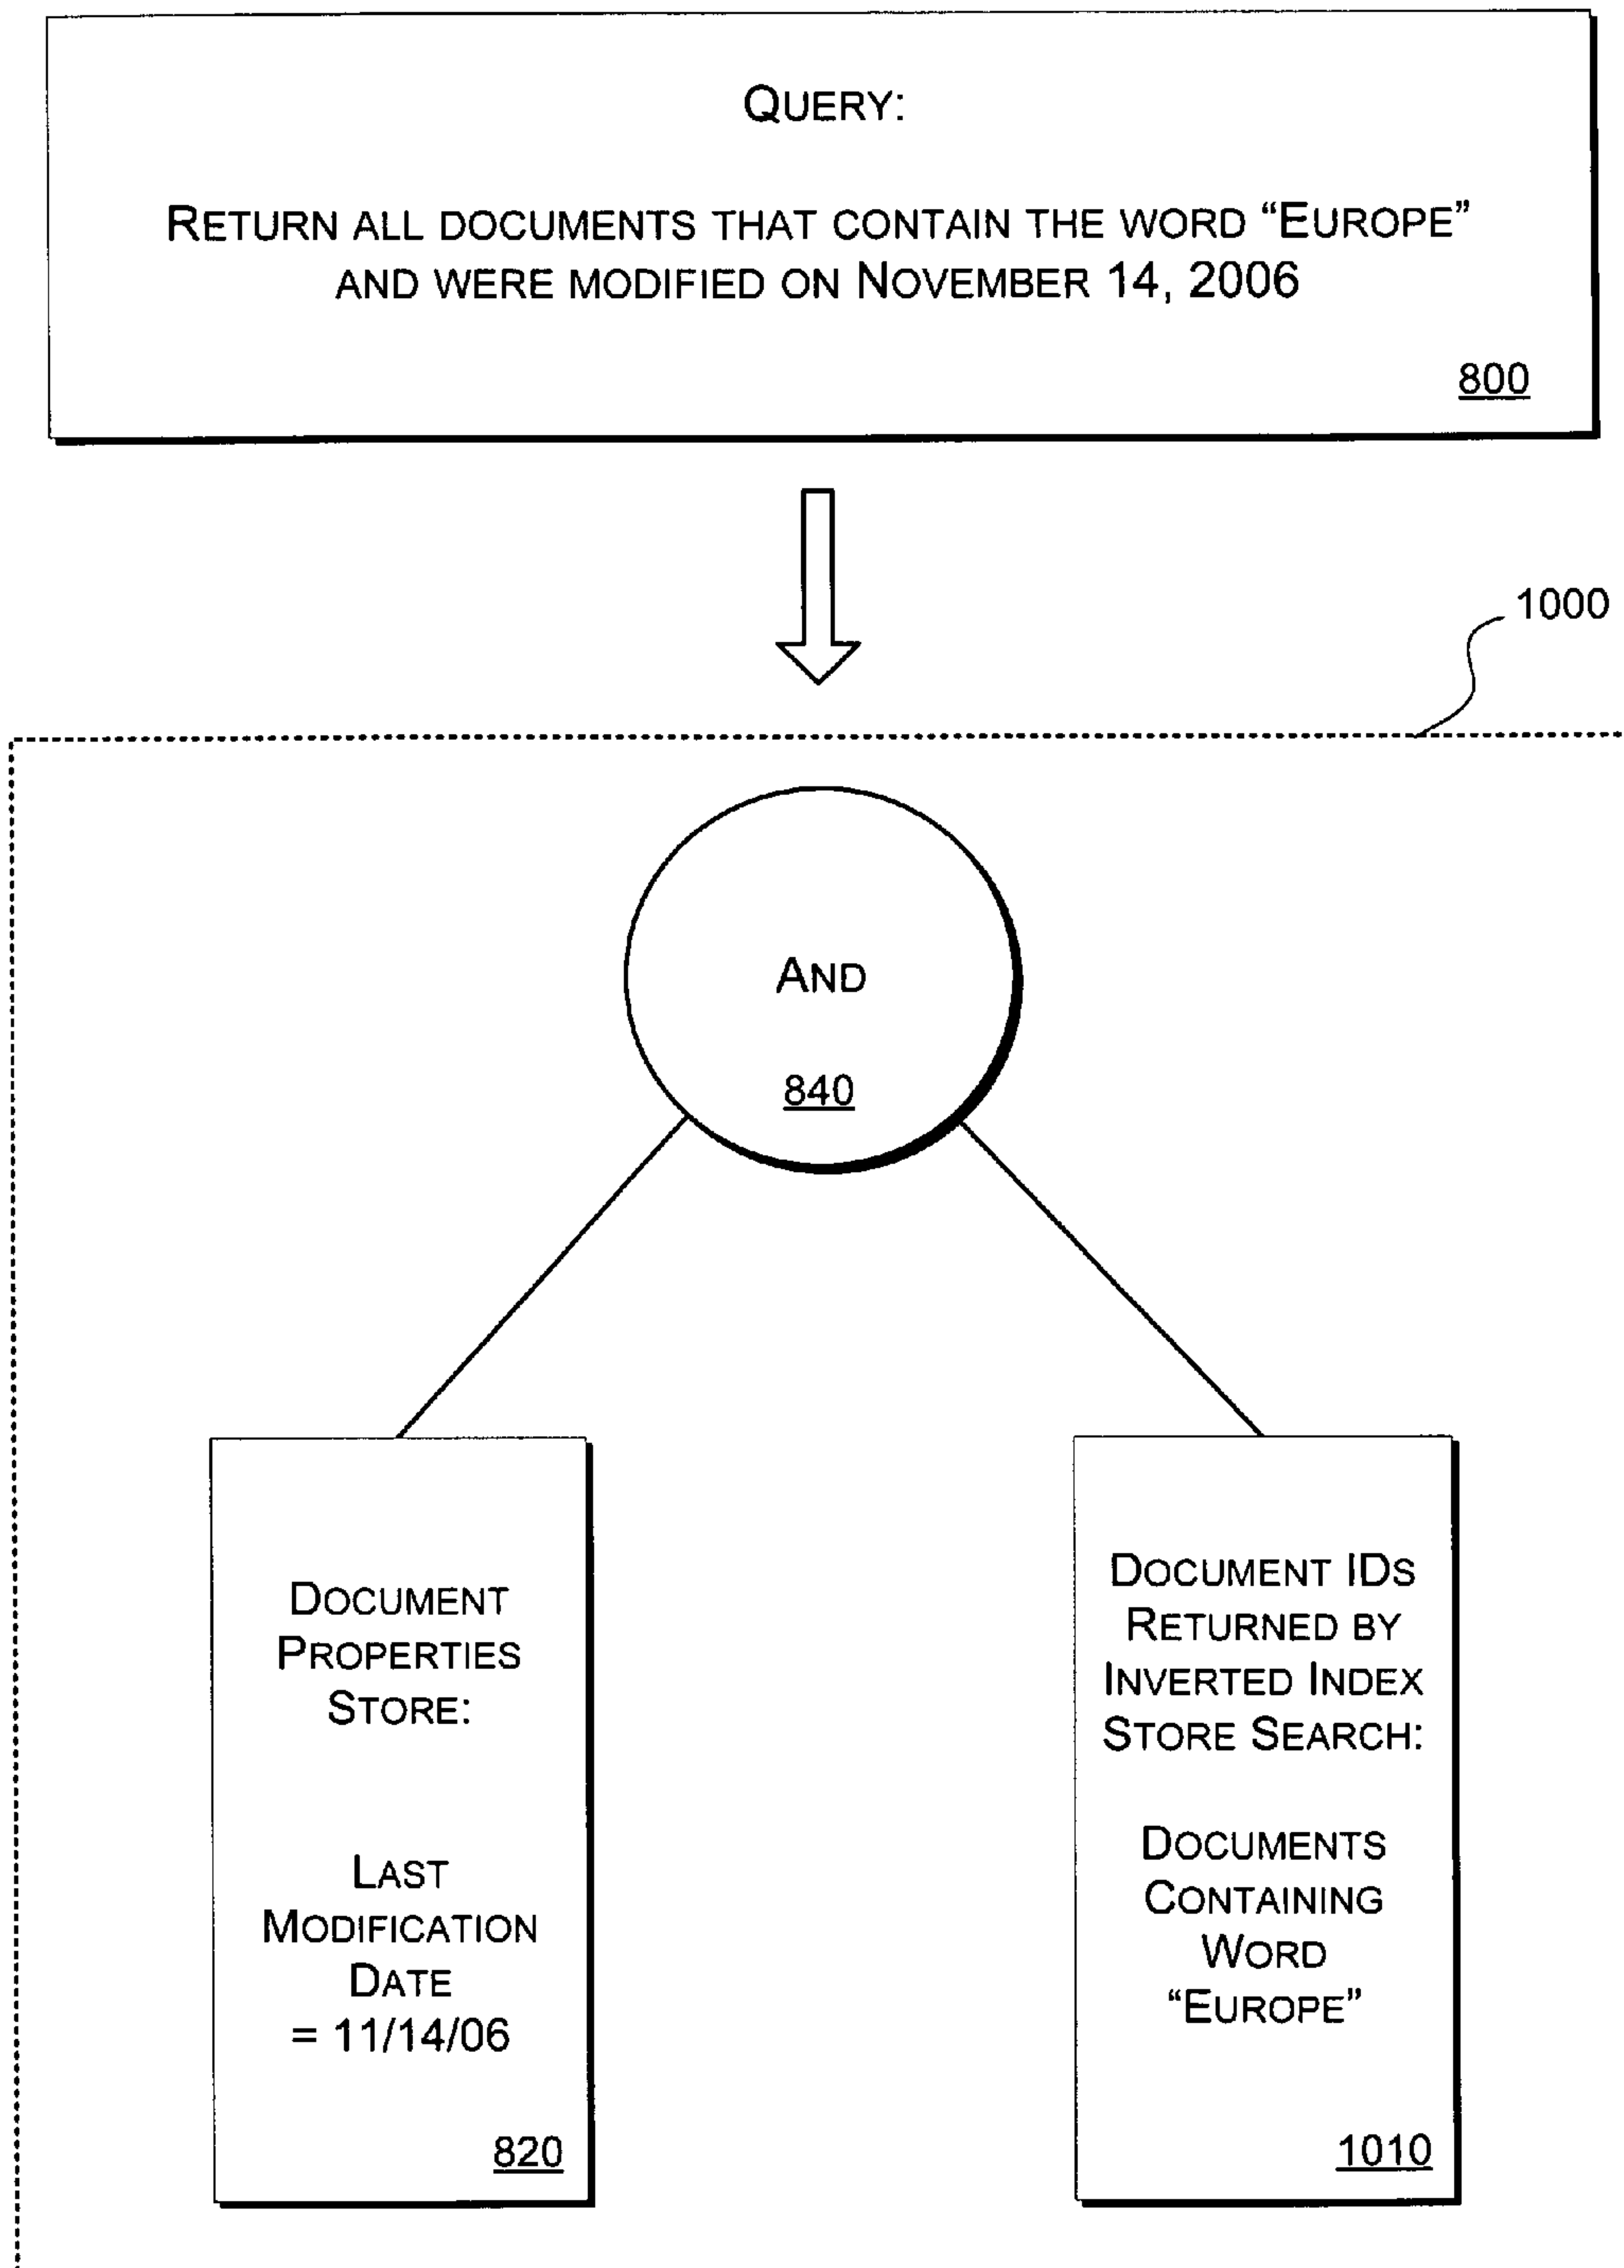 QUERY:
RETURN ALL DOCUMENTS THAT CONTAIN THE WORD “EUROPE”
AND WERE MODIFIED ON NOVEMBER 14, 2006
800
1000
AND
840
DOCUMENT
PROPERTIES
STORE:
LAST
MODIFICATION
DATE
= 11/14/06
820
DOCUMENT IDS
RETURNED BY
INVERTED INDEX
STORE SEARCH:
DOCUMENTS
CONTAINING
WORD
“EUROPE”
1010